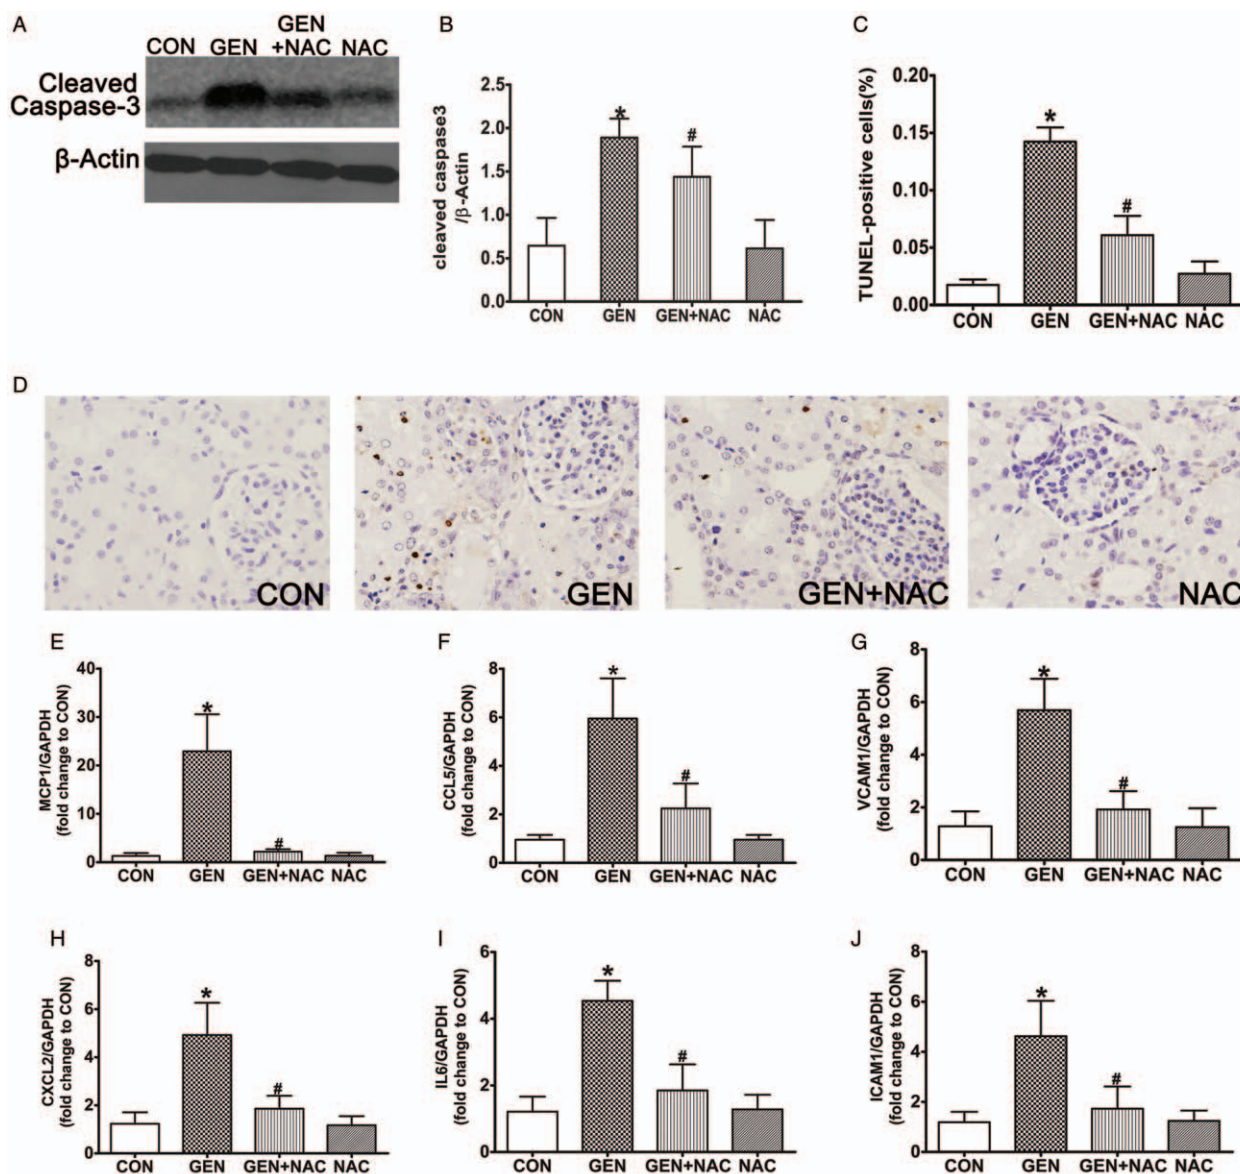 A
CON GEN GEN +NAC NAC
Cleaved
Caspase-3
β-Actin
B
cleaved caspase3
/β-Actin
2.5
2.0
1.5
1.0
0.5
0.0
*
#
CON GEN GEN+NAC NAC
C
TUNEL-positive cells(%)
0.20
0.15
0.10
0.05
0.00
*
#
CON GEN GEN+NAC NAC
D
CON
GEN
GEN+NAC
NAC
E
MCP1/GAPDH
(fold change to CON)
40
30
20
10
0
*
#
CON GEN GEN+NAC NAC
F
CCL5/GAPDH
(fold change to CON)
8
6
4
2
0
*
#
CON GEN GEN+NAC NAC
G
VCAM1/GAPDH
(fold change to CON)
8
6
4
2
0
*
#
CON GEN GEN+NAC NAC
H
CXCL2/GAPDH
(fold change to CON)
8
6
4
2
0
*
#
CON GEN GEN+NAC NAC
I
IL6/GAPDH
(fold change to CON)
6
4
2
0
*
#
CON GEN GEN+NAC NAC
J
ICAM1/GAPDH
(fold change to CON)
8
6
4
2
0
*
#
CON GEN GEN+NAC NAC